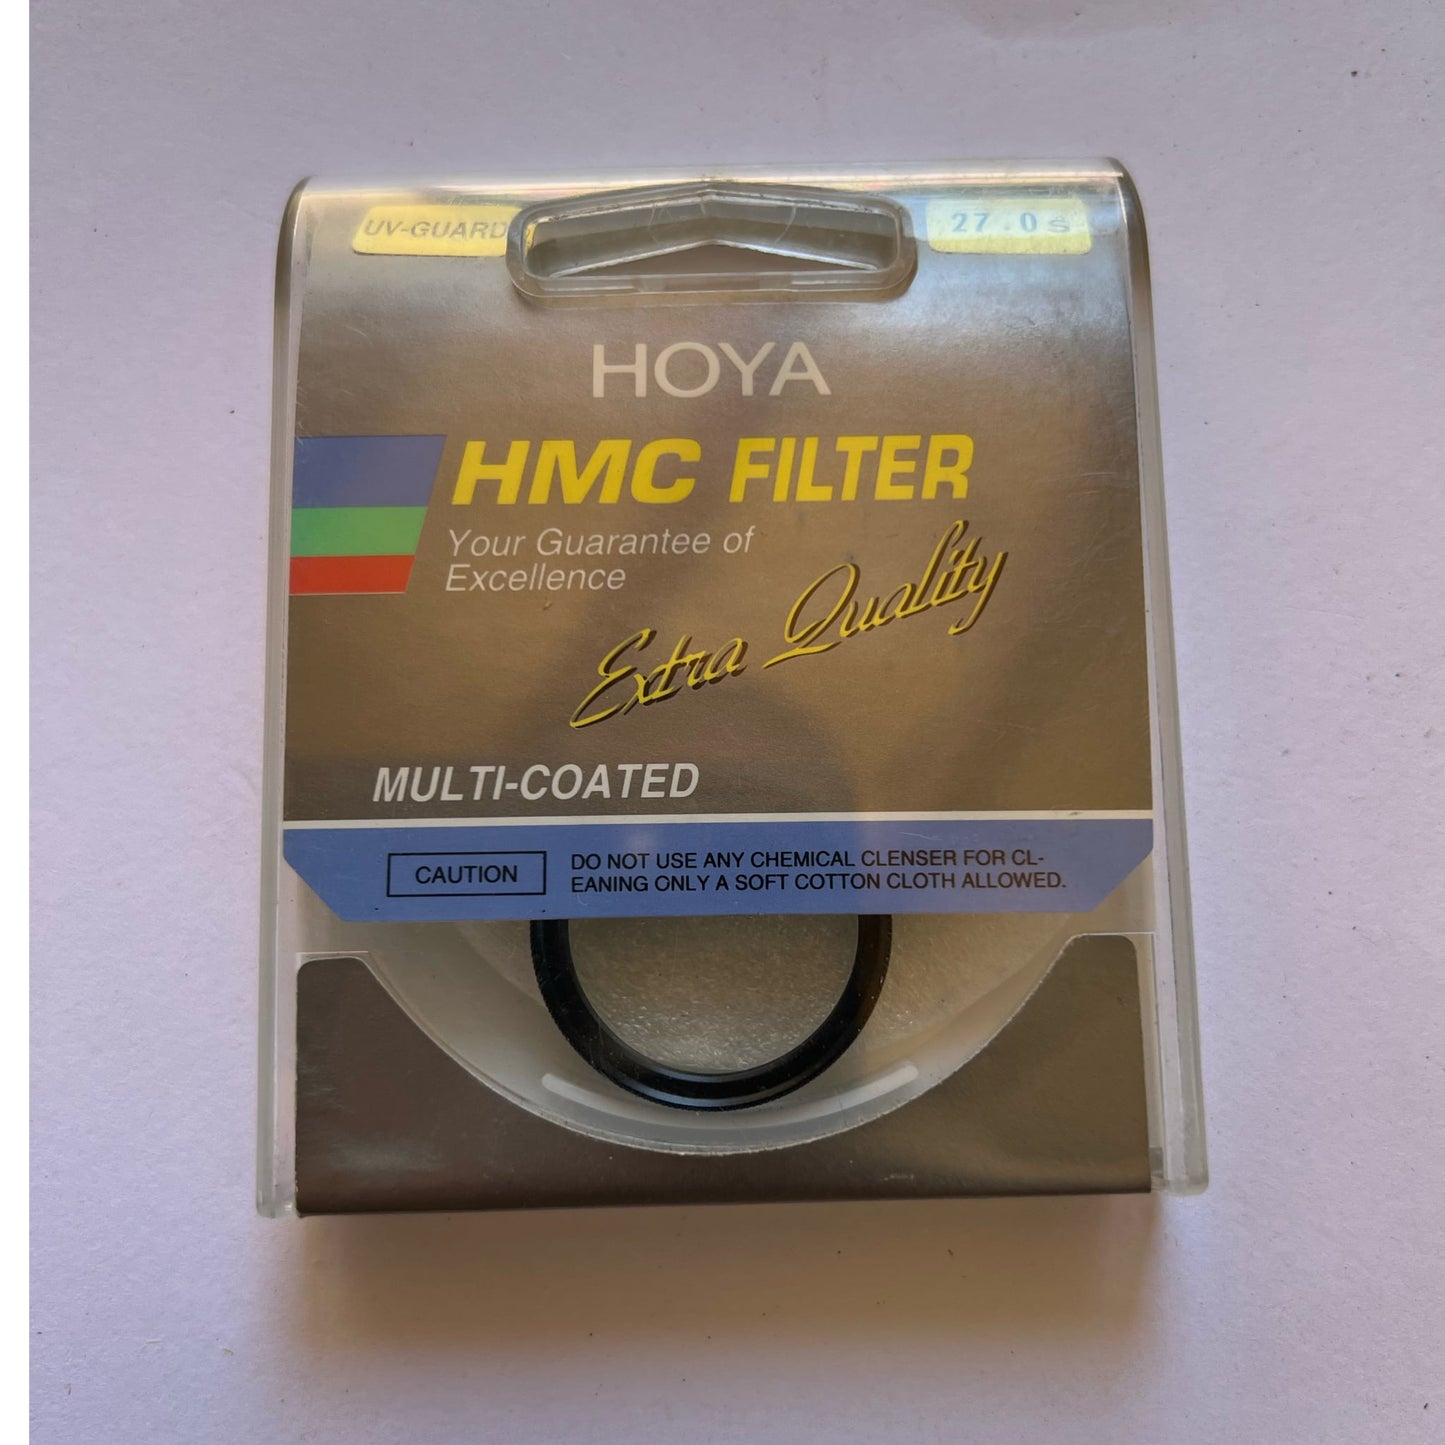 UV-GUARD
27.0s
HOYA
HMC FILTER
Your Guarantee of
Excellence
Extra Quality
MULTI-COATED
CAUTION
DO NOT USE ANY CHEMICAL CLENSER FOR CL-
EANING ONLY A SOFT COTTON CLOTH ALLOWED.